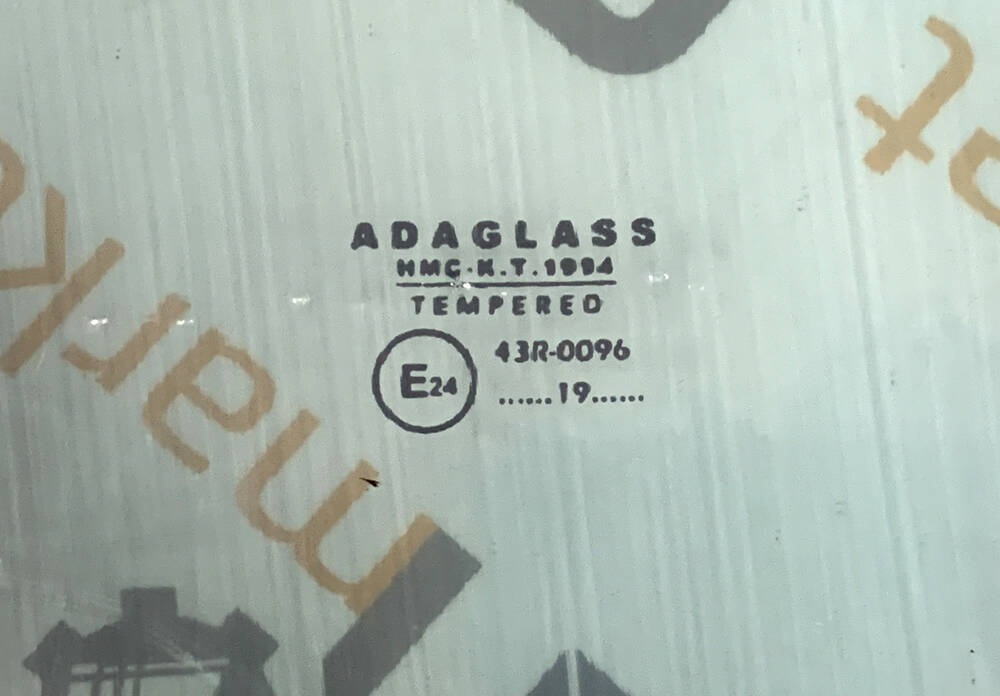 ADAGLASS
HMC.K.T.1994
TEMPERED
E24
43R-0096
......19......